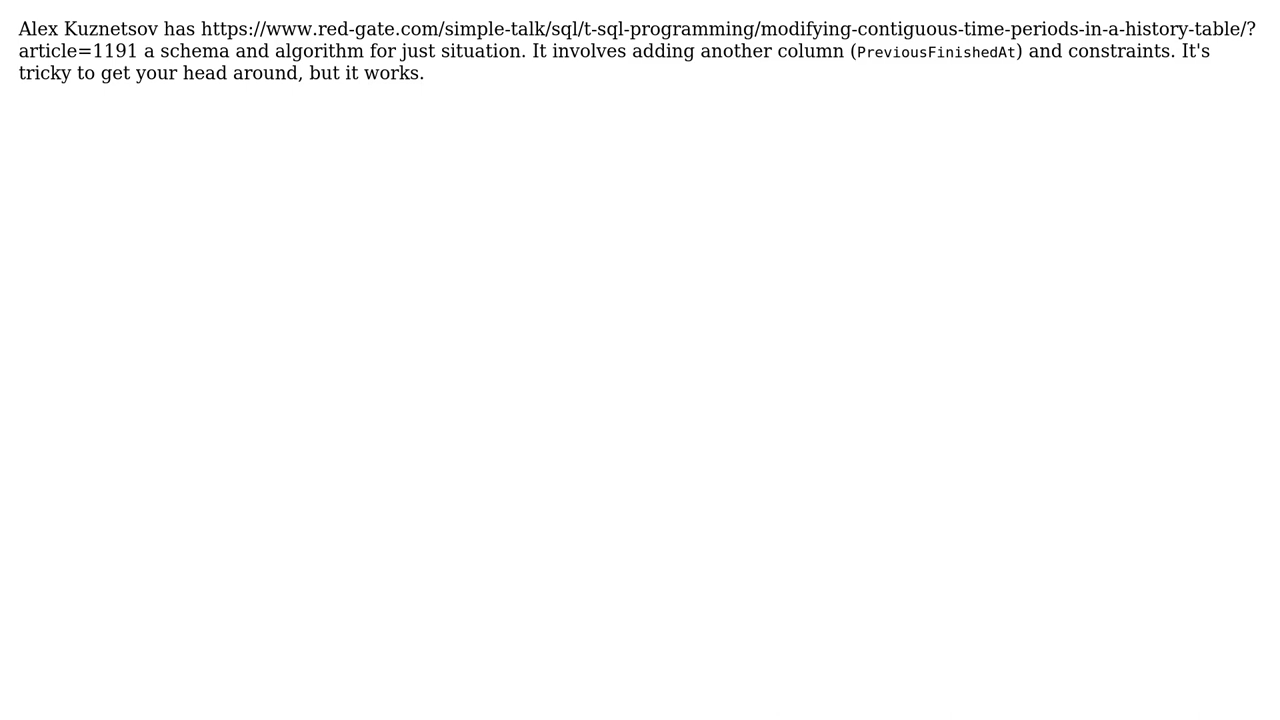 Alex Kuznetsov has https://www.red-gate.com/simple-talk/sql/t-sql-programming/modifying-contiguous-time-periods-in-a-history-table/?
article=1191 a schema and algorithm for just situation. It involves adding another column (PreviousFinishedAt) and constraints. It's
tricky to get your head around, but it works.